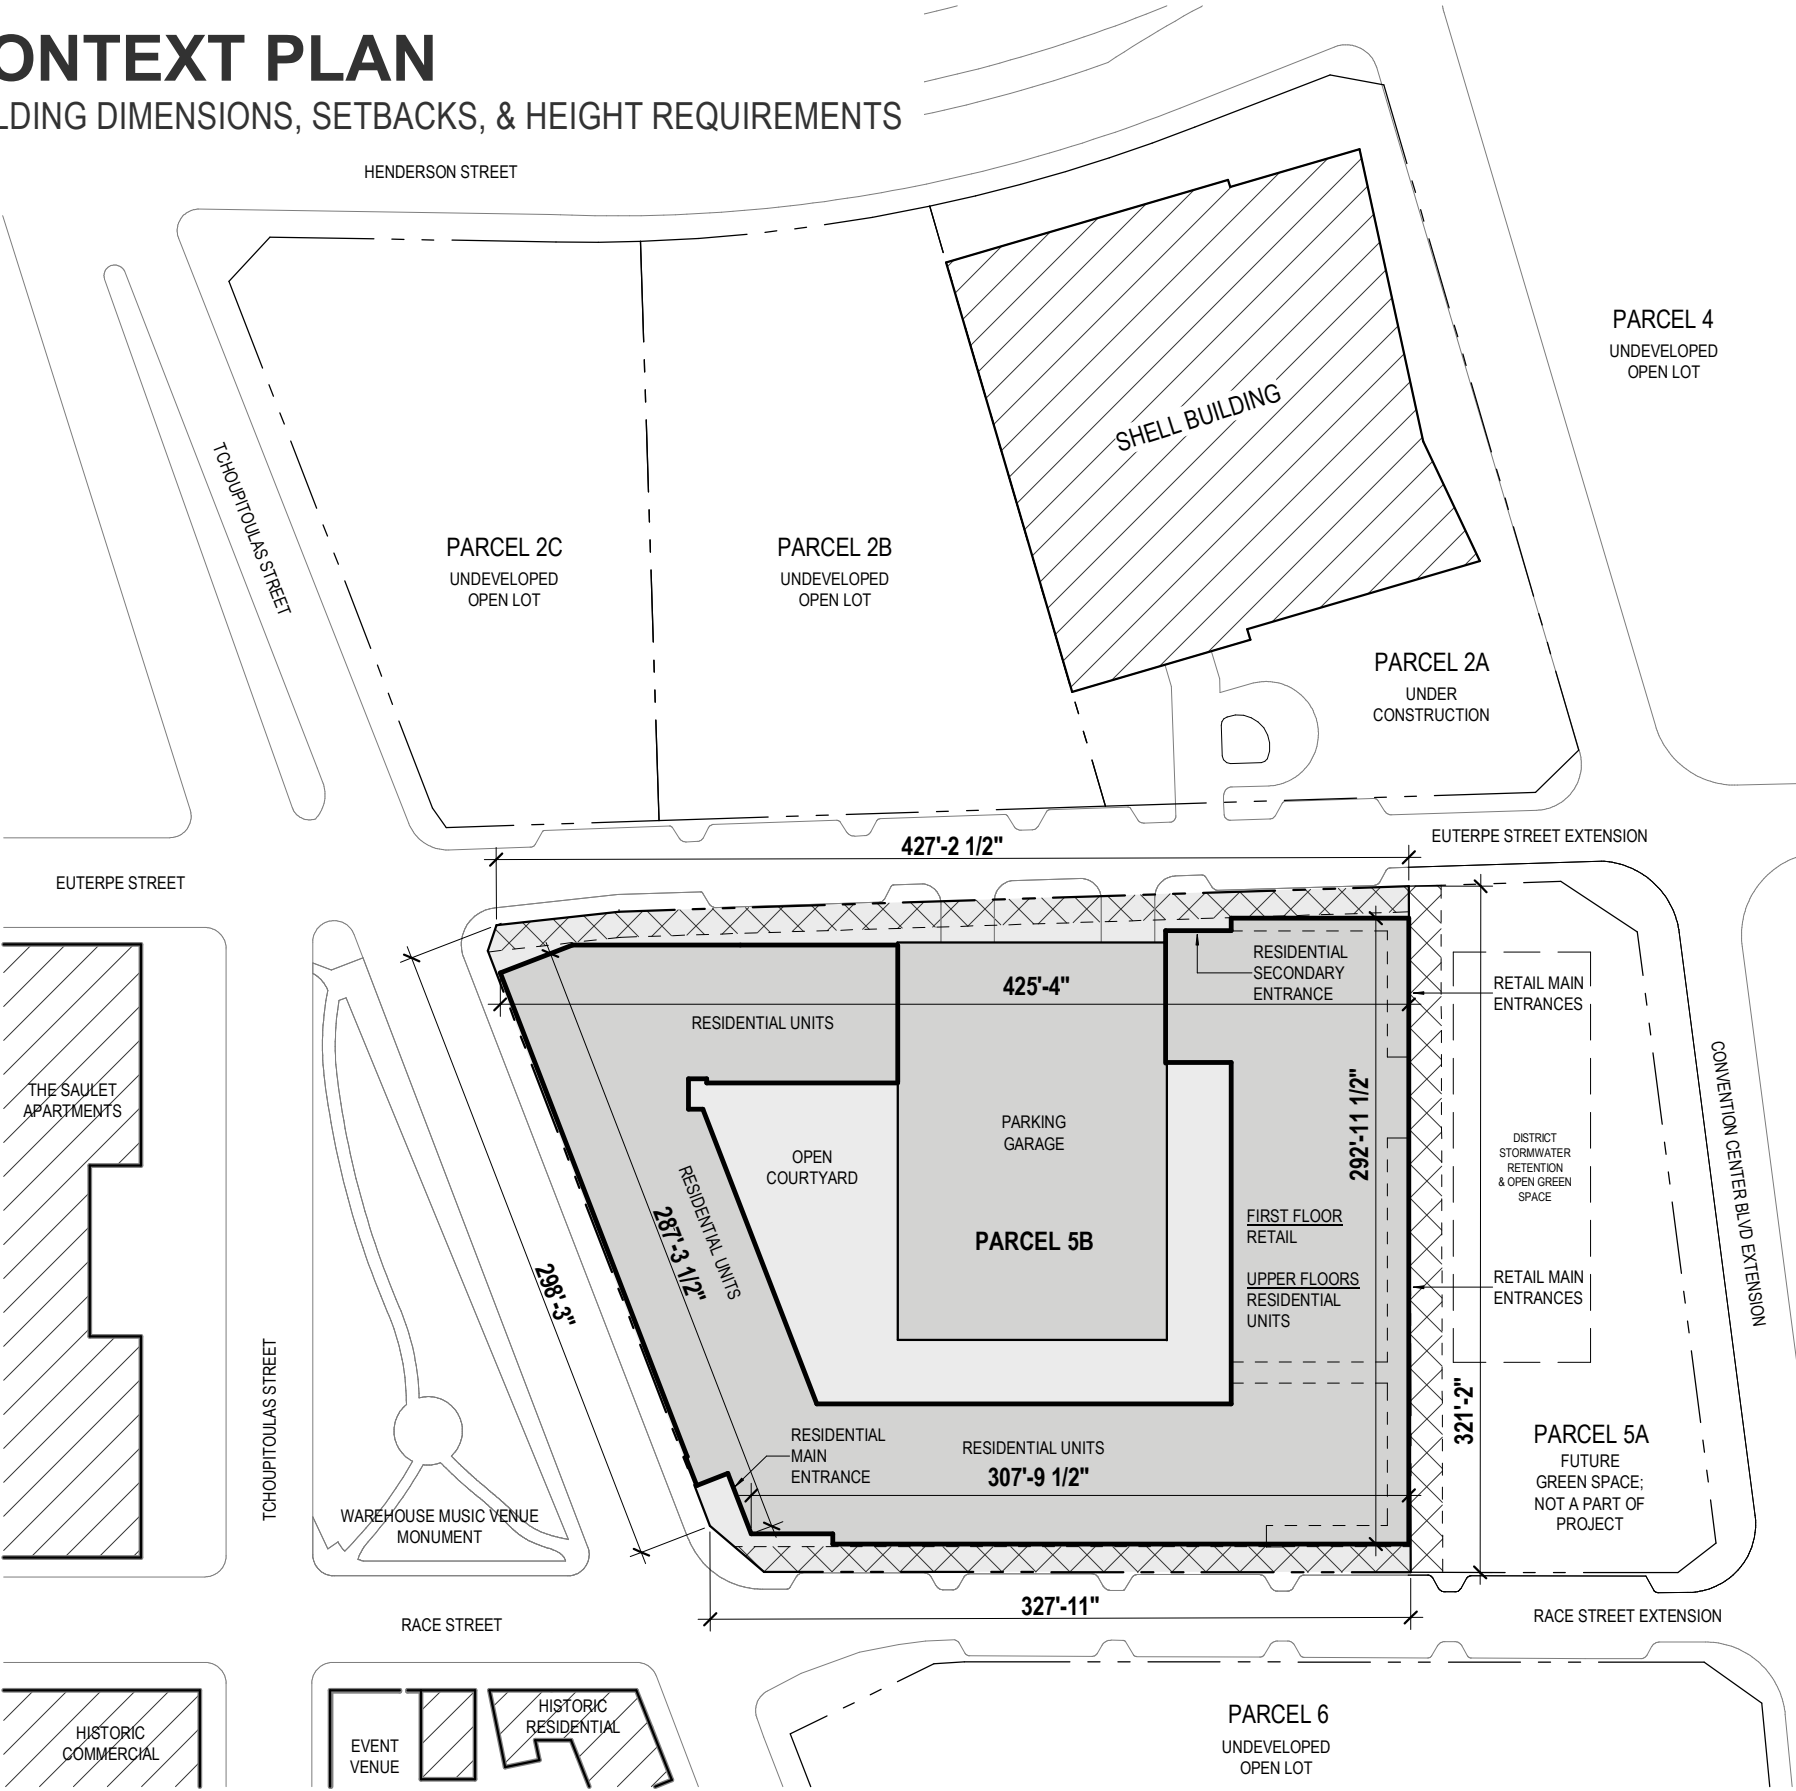 ONTEXT PLAN
LDING DIMENSIONS, SETBACKS, & HEIGHT REQUIREMENTS
HENDERSON STREET
PARCEL 4
UNDEVELOPED
OPEN LOT
SHELL BUILDING
TCHOUPITOULAS STREET
PARCEL 2C
UNDEVELOPED
OPEN LOT
PARCEL 2B
UNDEVELOPED
OPEN LOT
PARCEL 2A
UNDER
CONSTRUCTION
427'-2 1/2"
EUTERPE STREET EXTENSION
EUTERPE STREET
RESIDENTIAL
SECONDARY
ENTRANCE
425'-4"
RETAIL MAIN
ENTRANCES
RESIDENTIAL UNITS
THE SAULET
APARTMENTS
PARKING
GARAGE
292'-11 1/2"
CONVENTION CENTER BLVD EXTENSION
OPEN
COURTYARD
DISTRICT
STORMWATER
RETENTION
& OPEN GREEN
SPACE
RESIDENTIAL UNITS
287'-3 1/2"
298'-3"
PARCEL 5B
FIRST FLOOR
RETAIL
UPPER FLOORS
RESIDENTIAL
UNITS
RETAIL MAIN
ENTRANCES
321'-2"
TCHOUPITOULAS STREET
RESIDENTIAL
MAIN
ENTRANCE
RESIDENTIAL UNITS
307'-9 1/2"
PARCEL 5A
FUTURE
GREEN SPACE;
NOT A PART OF
PROJECT
WAREHOUSE MUSIC VENUE
MONUMENT
327'-11"
RACE STREET
RACE STREET EXTENSION
HISTORIC
COMMERCIAL
EVENT
VENUE
HISTORIC
RESIDENTIAL
PARCEL 6
UNDEVELOPED
OPEN LOT